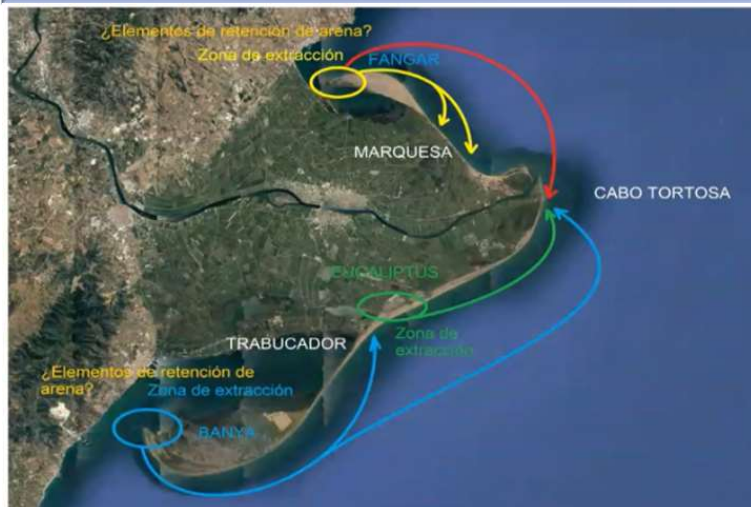 ¿Elementos de retención de arena?
Zona de extracción
FANGAR
MARQUESA
CABO TORTOSA
EUCALIPTUS
Zona de
extracción
TRABUCADOR
¿Elementos de retención de
arena?
Zona de extracción
BANYA